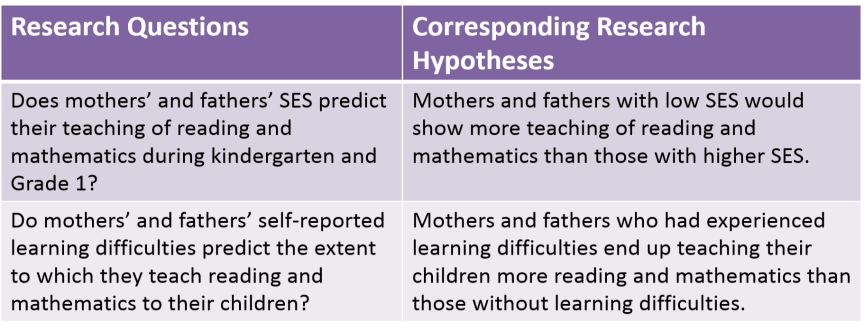 Research Questions
Corresponding Research
Hypotheses
Does mothers' and fathers' SES predict
their teaching of reading and
mathematics during kindergarten and
Grade 1?
Mothers and fathers with low SES would
show more teaching of reading and
mathematics than those with higher SES.
Do mothers' and fathers' self-reported
learning difficulties predict the extent
to which they teach reading and
mathematics to their children?
Mothers and fathers who had experienced
learning difficulties end up teaching their
children more reading and mathematics than
those without learning difficulties.